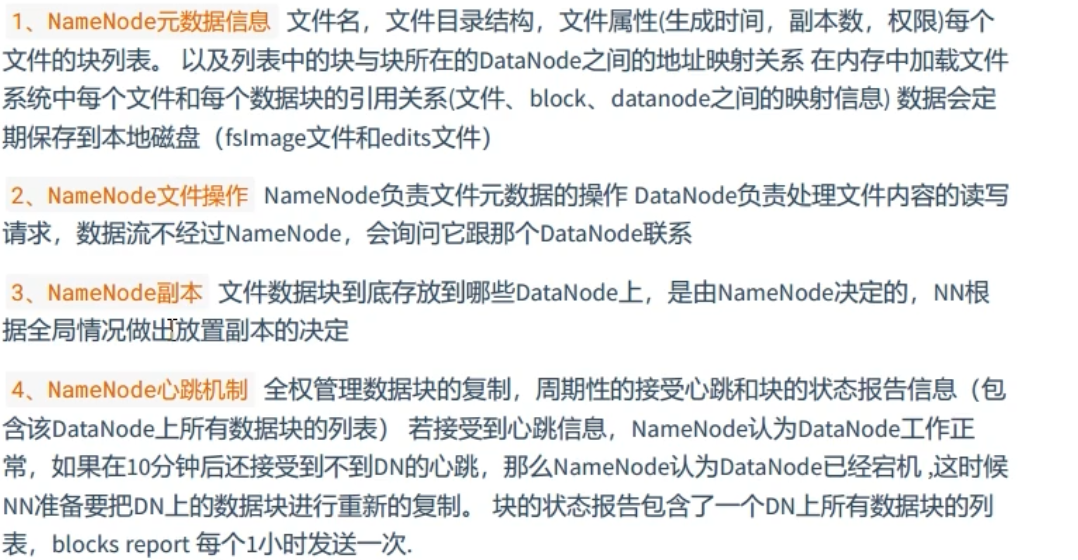 1、NameNode元数据信息 文件名，文件目录结构，文件属性(生成时间，副本数，权限)每个
文件的块列表。 以及列表中的块与块所在的DataNode之间的地址映射关系 在内存中加载文件
系统中每个文件和每个数据块的引用关系(文件、block、datanode之间的映射信息) 数据会定
期保存到本地磁盘（fsImage文件和edits文件）
2、NameNode文件操作 NameNode负责文件元数据的操作 DataNode负责处理文件内容的读写
请求，数据流不经过NameNode，会询问它跟那个DataNode联系
3、NameNode副本 文件数据块到底存放到哪些DataNode上，是由NameNode决定的，NN根
据全局情况做出放置副本的决定
4、NameNode心跳机制 全权管理数据块的复制，周期性的接受心跳和块的状态报告信息（包
含该DataNode上所有数据块的列表） 若接受到心跳信息，NameNode认为DataNode工作正
常，如果在10分钟后还接受到不到DN的心跳，那么NameNode认为DataNode已经宕机 ,这时候
NN准备要把DN上的数据块进行重新的复制。 块的状态报告包含了一个DN上所有数据块的列
表，blocks report 每个1小时发送一次.